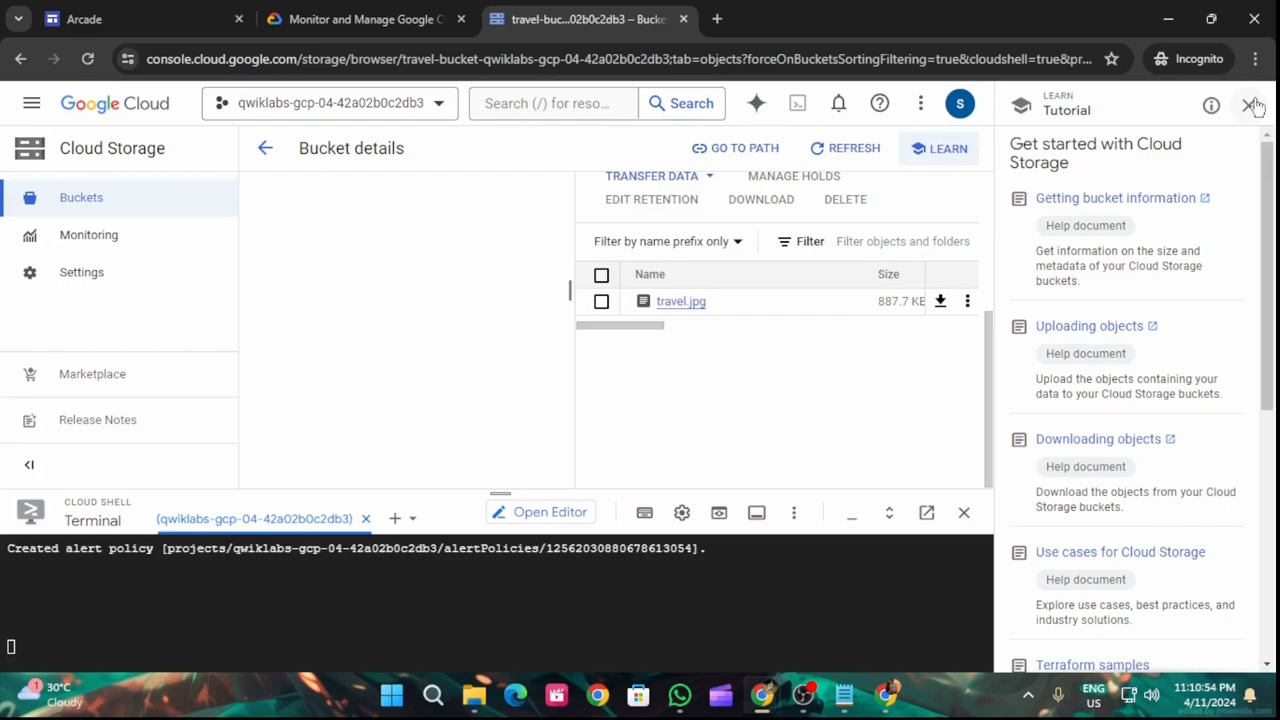 Arcade
Monitor and Manage Google C
travel-buc...02b0c2db3 – Bucke
console.cloud.google.com/storage/browser/travel-bucket-qwiklabs-gcp-04-42a02b0c2db3;tab=objects?forceOnBucketsSortingFiltering=true&cloudshell=true&pr...
Incognito
Google Cloud
qwiklabs-gcp-04-42a02b0c2db3
Search (/) for reso...
Search
S
LEARN
Tutorial
Cloud Storage
Bucket details
GO TO PATH
REFRESH
LEARN
Get started with Cloud
Storage
Buckets
Monitoring
Settings
Marketplace
Release Notes
TRANSFER DATA
MANAGE HOLDS
EDIT RETENTION
DOWNLOAD
DELETE
Filter by name prefix only
Filter
Filter objects and folders
Name
Size
travel.jpg
887.7 KE
Getting bucket information
Help document
Get information on the size and
metadata of your Cloud Storage
buckets.
Uploading objects
Help document
Upload the objects containing your
data to your Cloud Storage buckets.
Downloading objects
Help document
Download the objects from your Cloud
Storage buckets.
Use cases for Cloud Storage
Help document
Explore use cases, best practices, and
industry solutions.
Terraform samples
CLOUD SHELL
Terminal
(qwiklabs-gcp-04-42a02b0c2db3)
Open Editor
Created alert policy [projects/qwiklabs-gcp-04-42a02b0c2db3/alertPolicies/12562030880678613054].
1
30°C
Cloudy
ENG
US
11:10:54 PM
4/11/2024